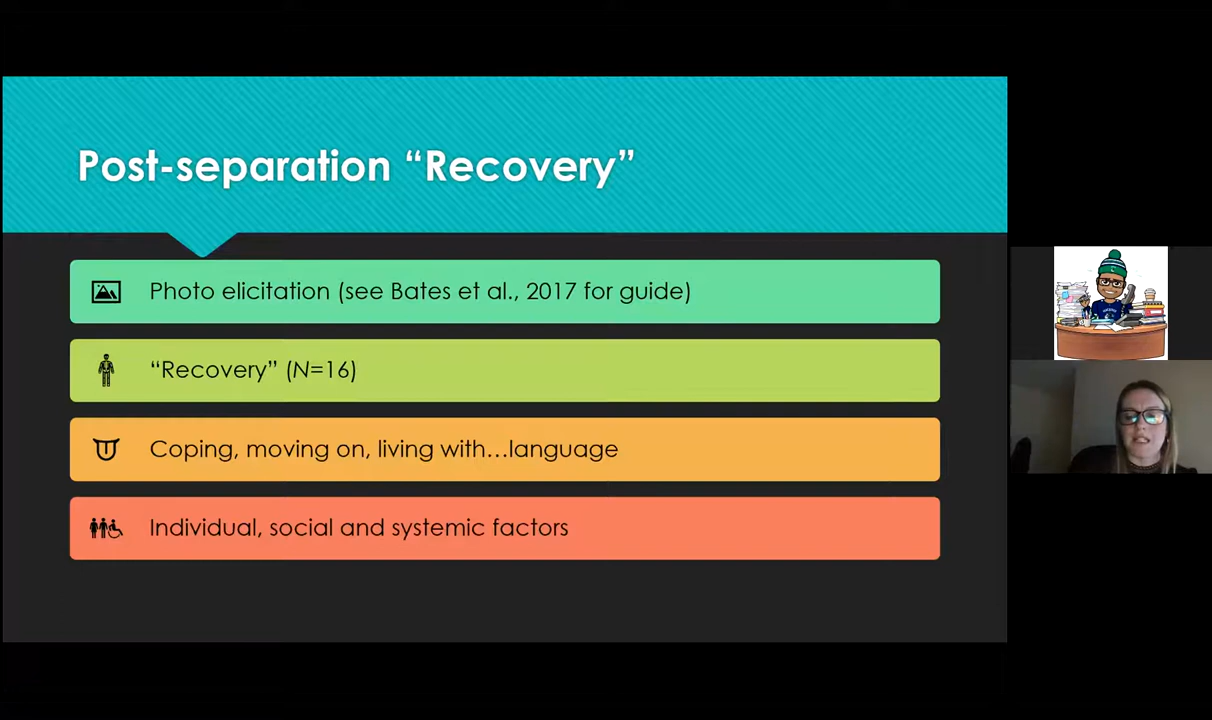 Post-separation “Recovery”
Photo elicitation (see Bates et al., 2017 for guide)
“Recovery” (N=16)
Coping, moving on, living with...language
Individual, social and systemic factors